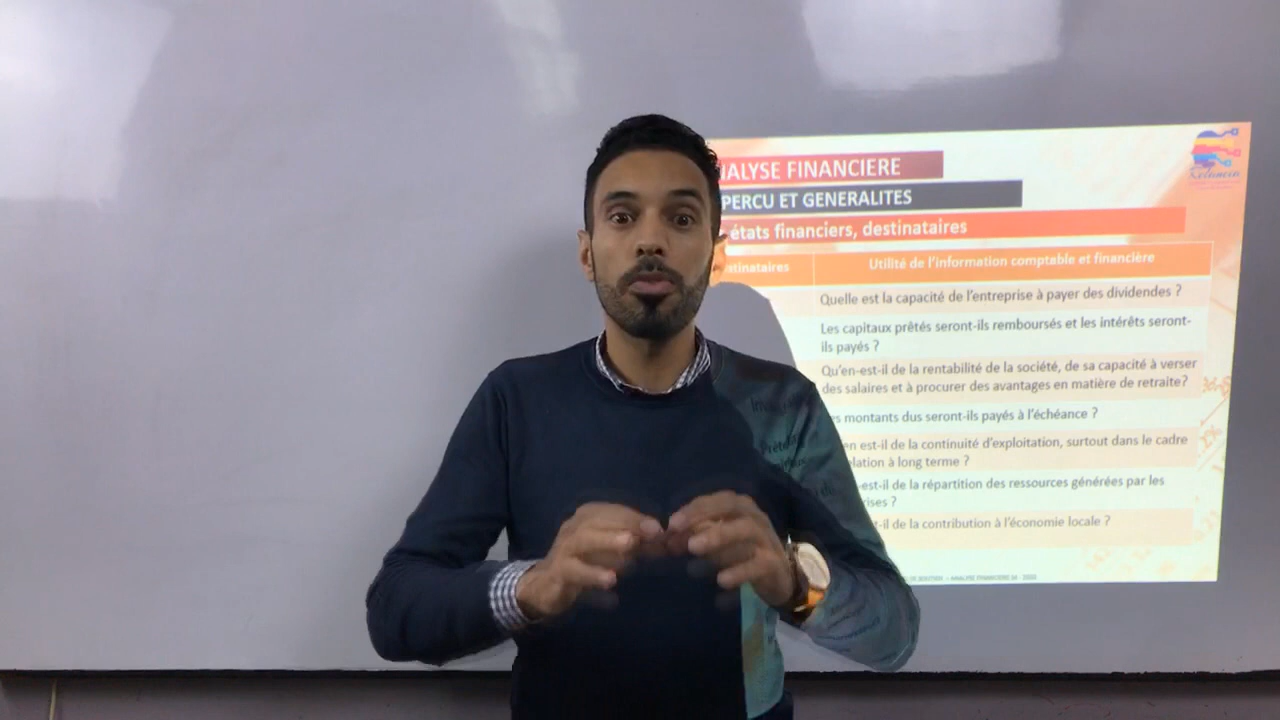 NALYSE FINANCIERE
PERCU ET GENERALITES
états financiers, destinataires
stinataires
Utilité de l'information comptable et financière
Quelle est la capacité de l'entreprise à payer des dividendes ?
Les capitaux prêtés seront-ils remboursés et les intérêts seront-
ils payés ?
Qu'en-est-il de la rentabilité de la société, de sa capacité à verser
des salaires et à procurer des avantages en matière de retraite?
s montants dus seront-ils payés à l'échéance ?
en est-il de la continuité d'exploitation, surtout dans le cadre
elation à long terme ?
-est-il de la répartition des ressources générées par les
rises ?
t-il de la contribution à l'économie locale ?